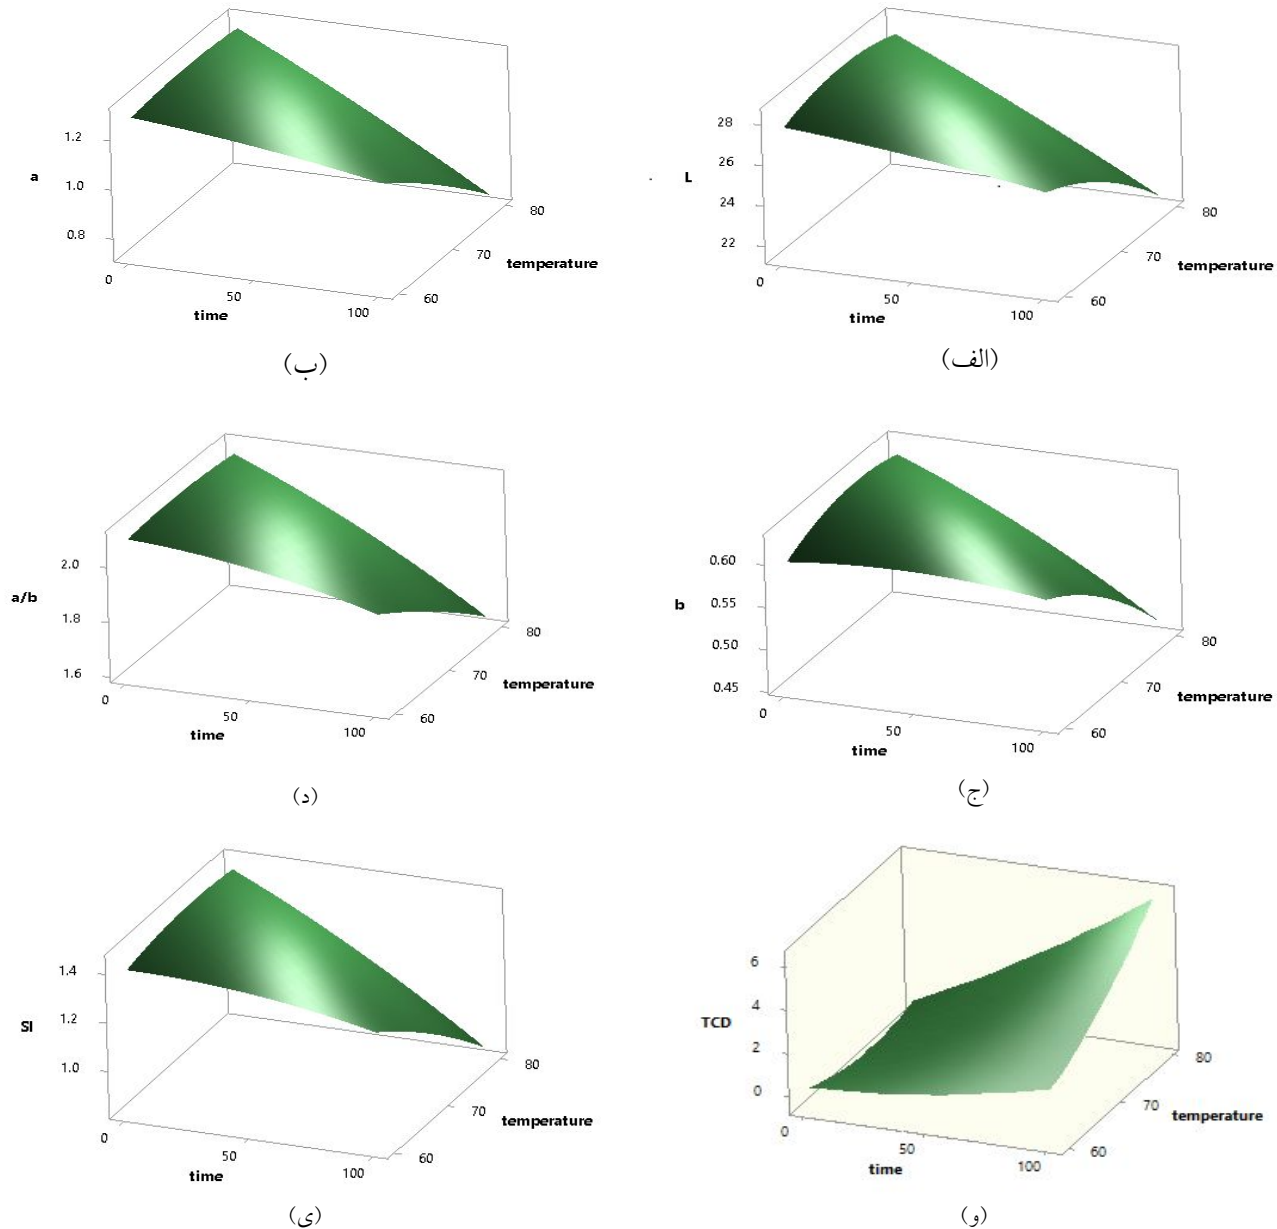 1.2
1.0
0.8
a
0
50
100
time
60
70
80
temperature
(ب)
28
26
24
22
L
0
50
100
time
60
70
80
temperature
(الف)
2.0
1.8
1.6
a/b
0
50
100
time
60
70
80
temperature
(د)
0.60
0.55
0.50
0.45
b
0
50
100
time
60
70
80
temperature
(ج)
1.4
1.2
1.0
SI
0
50
100
time
60
70
80
temperature
(ی)
6
4
2
0
TCD
0
50
100
time
60
70
80
temperature
(و)